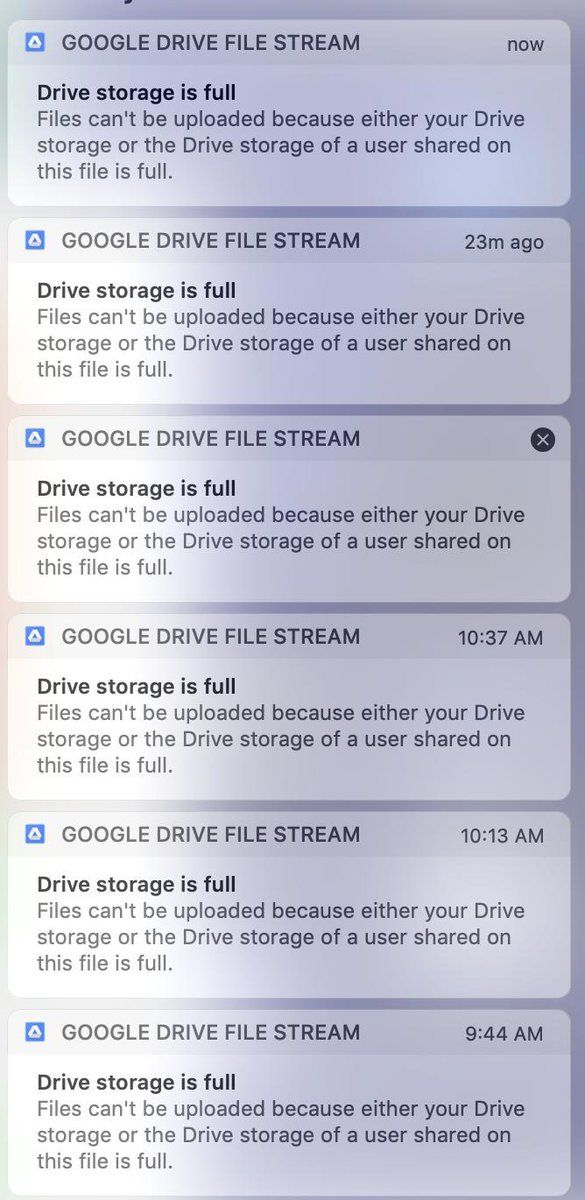 GOOGLE DRIVE FILE STREAM now
Drive storage is full
Files can't be uploaded because either your Drive
storage or the Drive storage of a user shared on
this file is full.
GOOGLE DRIVE FILE STREAM 23m ago
Drive storage is full
Files can't be uploaded because either your Drive
storage or the Drive storage of a user shared on
this file is full.
GOOGLE DRIVE FILE STREAM
Drive storage is full
Files can't be uploaded because either your Drive
storage or the Drive storage of a user shared on
this file is full.
GOOGLE DRIVE FILE STREAM 10:37 AM
Drive storage is full
Files can't be uploaded because either your Drive
storage or the Drive storage of a user shared on
this file is full.
GOOGLE DRIVE FILE STREAM 10:13 AM
Drive storage is full
Files can't be uploaded because either your Drive
storage or the Drive storage of a user shared on
this file is full.
GOOGLE DRIVE FILE STREAM 9:44 AM
Drive storage is full
Files can't be uploaded because either your Drive
storage or the Drive storage of a user shared on
this file is full.